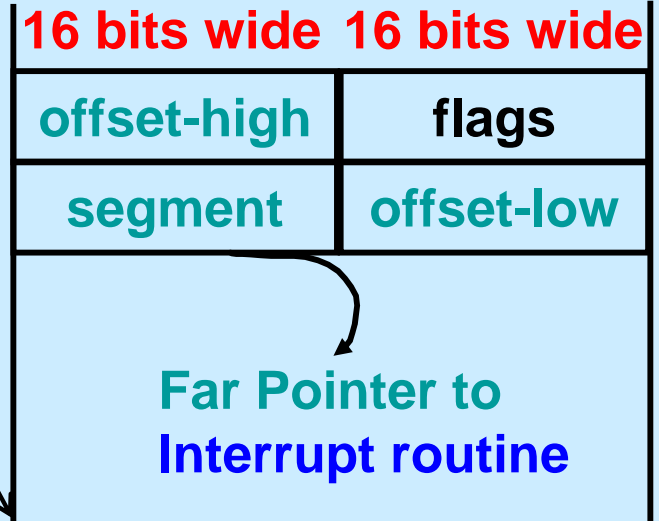 16 bits wide 16 bits wide
offset-high flags
segment offset-low
Far Pointer to
Interrupt routine